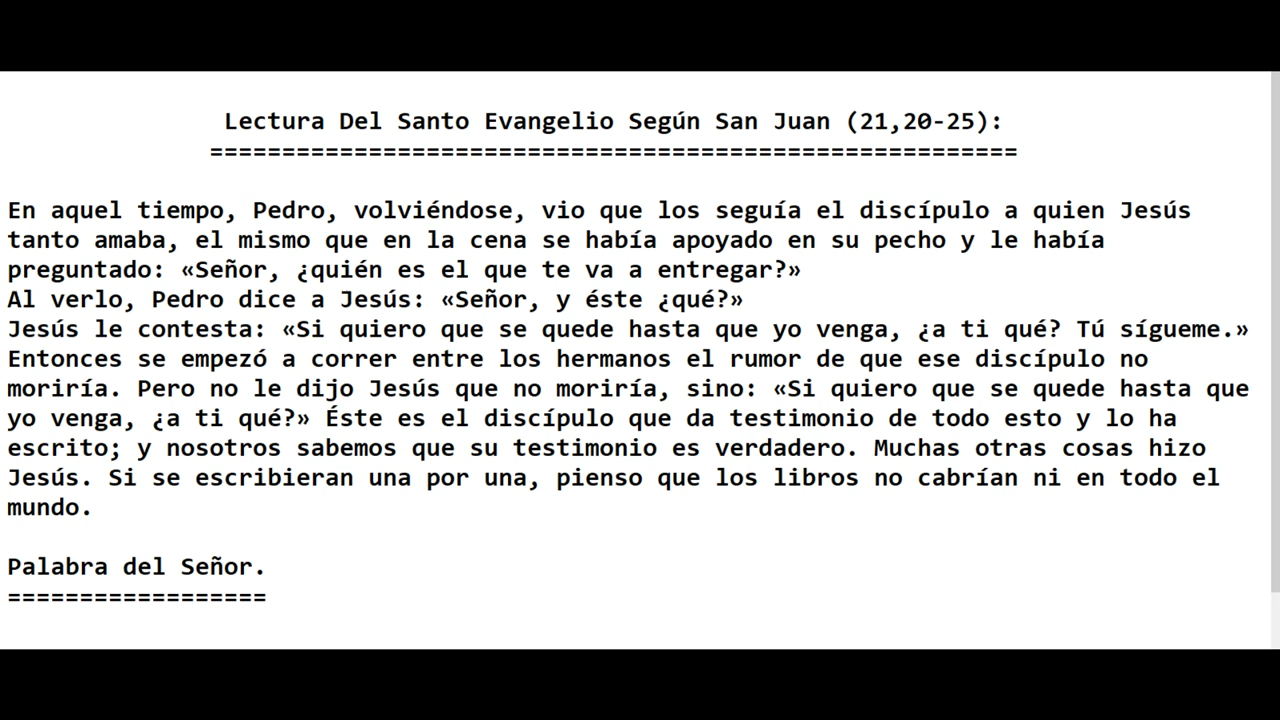 Lectura Del Santo Evangelio Según San Juan (21,20-25):
========================================================
En aquel tiempo, Pedro, volviéndose, vio que los seguía el discípulo a quien Jesús
tanto amaba, el mismo que en la cena se había apoyado en su pecho y le había
preguntado: «Señor, ¿quién es el que te va a entregar?»
Al verlo, Pedro dice a Jesús: «Señor, y éste ¿qué?»
Jesús le contesta: «Si quiero que se quede hasta que yo venga, ¿a ti qué? Tú sígueme.»
Entonces se empezó a correr entre los hermanos el rumor de que ese discípulo no
moriría. Pero no le dijo Jesús que no moriría, sino: «Si quiero que se quede hasta que
yo venga, ¿a ti qué?» Éste es el discípulo que da testimonio de todo esto y lo ha
escrito; y nosotros sabemos que su testimonio es verdadero. Muchas otras cosas hizo
Jesús. Si se escribieran una por una, pienso que los libros no cabrían ni en todo el
mundo.
Palabra del Señor.
==================